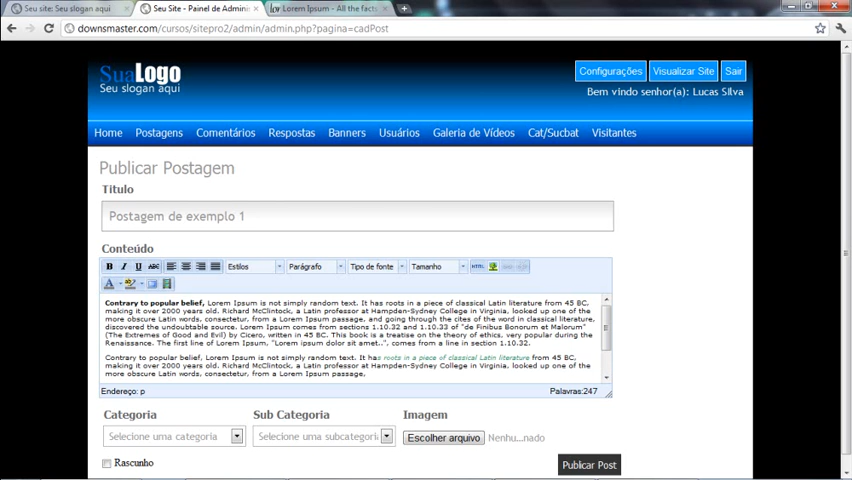 Seu site: Seu slogan aqui
Seu Site - Painel de Adminis
Lorem Ipsum - All the facts
downsmaster.com/cursos/sitepro2/admin/admin.php?pagina=cadPost
SuaLogo
Seu slogan aqui
Configurações Visualizar Site Sair
Bem vindo senhor(a): Lucas Silva
Home Postagens Comentários Respostas Banners Usuários Galeria de Vídeos Cat/Sucbat Visitantes
Publicar Postagem
Título
Postagem de exemplo 1
Conteúdo
B I U ABC Estilos Parágrafo Tipo de fonte Tamanho HTML
A
Contrary to popular belief, Lorem Ipsum is not simply random text. It has roots in a piece of classical Latin literature from 45 BC,
making it over 2000 years old. Richard McClintock, a Latin professor at Hampden-Sydney College in Virginia, looked up one of the
more obscure Latin words, consectetur, from a Lorem Ipsum passage, and going through the cites of the word in classical literature,
discovered the undoubtable source. Lorem Ipsum comes from sections 1.10.32 and 1.10.33 of "de Finibus Bonorum et Malorum"
(The Extremes of Good and Evil) by Cicero, written in 45 BC. This book is a treatise on the theory of ethics, very popular during the
Renaissance. The first line of Lorem Ipsum, "Lorem ipsum dolor sit amet..", comes from a line in section 1.10.32.
Contrary to popular belief, Lorem Ipsum is not simply random text. It has roots in a piece of classical Latin literature from 45 BC,
making it over 2000 years old. Richard McClintock, a Latin professor at Hampden-Sydney College in Virginia, looked up one of the
more obscure Latin words, consectetur, from a Lorem Ipsum passage,
Endereço: p Palavras:247
Categoria Sub Categoria Imagem
Selecione uma categoria Selecione uma subcategoria Escolher arquivo Nenhu...nado
Rascunho
Publicar Post